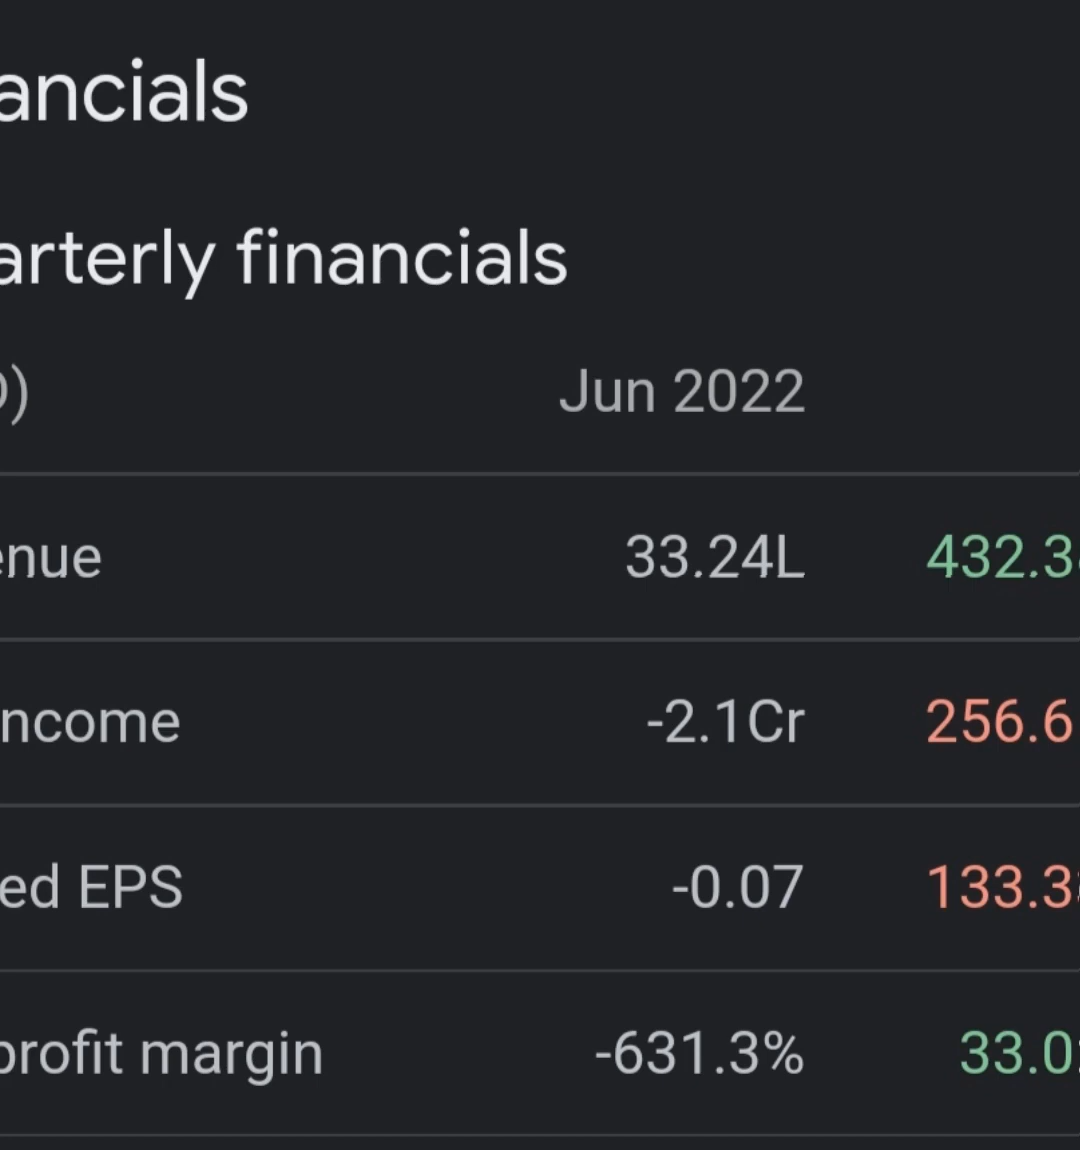 ancials
arterly financials
) Jun 2022
enue 33.24L 432.3
ncome -2.1Cr 256.6
ed EPS -0.07 133.3
profit margin -631.3% 33.0